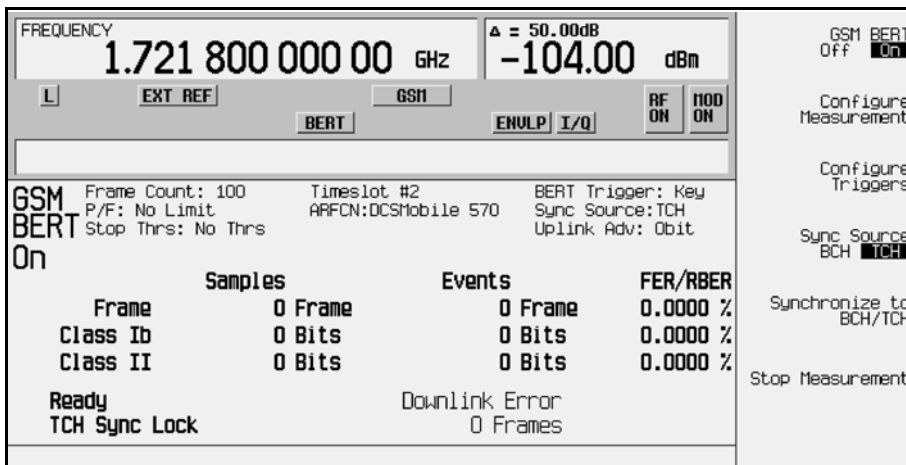 FREQUENCY
1.721 800 000 00 GHz
Δ = 50.00dB
-104.00 dBm
L EXT REF GSM
BERT ENVLP I/Q
RF ON MOD ON
GSM BERT On
Frame Count: 100 Timeslot #2 BERT Trigger: Key
P/F: No Limit ARFCN:DCSMobile 570 Sync Source:TCH
Stop Thrs: No Thrs Uplink Adv: 0bit
Samples Events FER/RBER
Frame 0 Frame 0 Frame 0.0000 %
Class Ib 0 Bits 0 Bits 0.0000 %
Class II 0 Bits 0 Bits 0.0000 %
Ready Downlink Error
TCH Sync Lock 0 Frames
GSM BERT
Off On
Configure
Measurement
Configure
Triggers
Sync Source
BCH TCH
Synchronize to
BCH/TCH
Stop Measurement